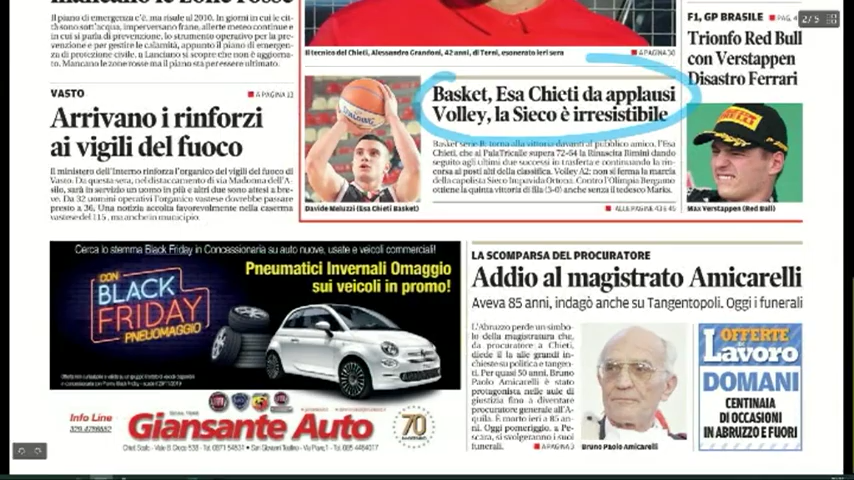 Il piano di emergenza c'è, ma risale al 2010. In giorni in cui le cit-
tà sono sott'acqua, imperversano frane, allerte meteo continue e
in cui si parla di prevenzione, lo strumento operativo per la pre-
venzione e per gestire le calamità, appunto il piano di emergen-
za di protezione civile, a Lanciano si scopre che non è aggiorna-
to. Mancano le zone rosse ma il piano sta per essere ultimato.
VASTO
A PAGINA 13
Arrivano i rinforzi
ai vigili del fuoco
Il ministero dell'Interno rinforza l'organico dei vigili del fuoco di
Vasto. Da questa sera, nel distaccamento di via Madonna dell'A-
silo, sarà in servizio un uomo in più e altri due sono attesi a bre-
ve. Da 32 uomini operativi l'organico vastese dovrebbe passare
presto a 36. Una notizia accolta favorevolmente nella caserma
vastese del 115, ma anche in municipio.
Il tecnico del Chieti, Alessandro Grandoni, 42 anni, di Terni, esonerato ieri sera
A PAGINA 30
Basket, Esa Chieti da applausi
Volley, la Sieco è irresistibile
Basket serie B: torna alla vittoria davanti al pubblico amico, l'Esa
Chieti, che al PalaTricalle supera 72-64 la Rinascita Rimini dando
seguito agli ultimi due successi in trasferta e continuando la rin-
corsa ai posti alti della classifica. Volley A2: non si ferma la marcia
della capolista Sieco Impavida Ortona. Contro l'Olimpia Bergamo
ottiene la quinta vittoria di fila (3-0) anche senza il tedesco Marks.
ALLE PAGINE 43 E 45
SPALDING
Davide Meluzzi (Esa Chieti Basket)
F1, GP BRASILE
PAG. 4
2 / 5
Trionfo Red Bull
con Verstappen
Disastro Ferrari
Max Verstappen (Red Bull)
Cerca lo stemma Black Friday in Concessionaria su auto nuove, usate e veicoli commerciali!
CON
BLACK
FRIDAY
PNEUOMAGGIO
Pneumatici Invernali Omaggio
sui veicoli in promo!
Info Line
Giansante Auto
70
LA SCOMPARSA DEL PROCURATORE
Addio al magistrato Amicarelli
Aveva 85 anni, indagò anche su Tangentopoli. Oggi i funerali
L'Abruzzo perde un simbo-
lo della magistratura che,
da procuratore a Chieti,
diede il la alle grandi in-
chieste su politica e tangen-
ti. Per quasi 50 anni, Bruno
Paolo Amicarelli è stato
protagonista nelle aule di
giustizia fino a diventare
procuratore generale all'A-
quila. È morto ieri a 85 an-
ni. Oggi pomeriggio, a Pe-
scara, si svolgeranno i suoi
funerali.
A PAGINA 3
Bruno Paolo Amicarelli
OFFERTE
Lavoro
DOMANI
CENTINAIA
DI OCCASIONI
IN ABRUZZO E FUORI